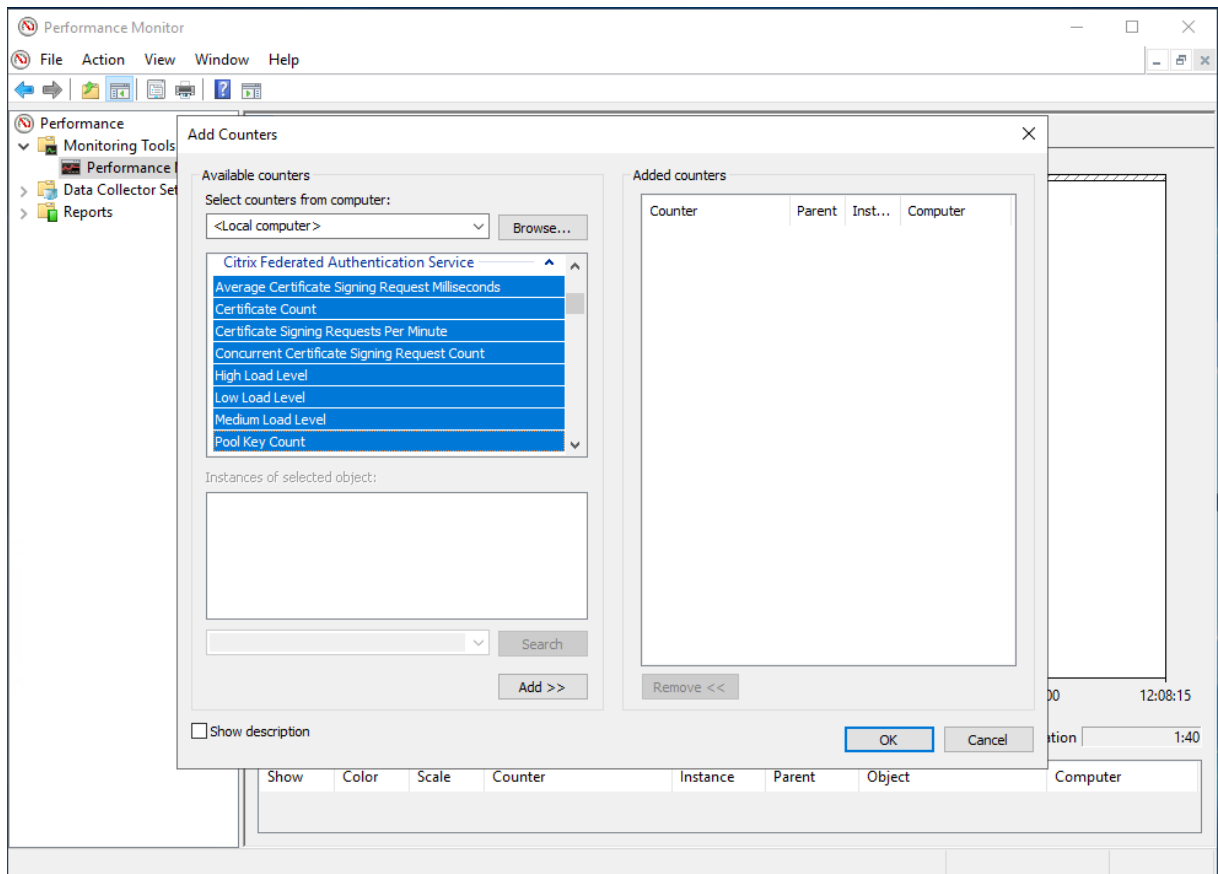 Performance Monitor
File Action View Window Help
Performance
Monitoring Tools
Performance
Data Collector Set
Reports
Add Counters
Available counters
Select counters from computer:
<Local computer>
Browse...
Citrix Federated Authentication Service
Average Certificate Signing Request Milliseconds
Certificate Count
Certificate Signing Requests Per Minute
Concurrent Certificate Signing Request Count
High Load Level
Low Load Level
Medium Load Level
Pool Key Count
Instances of selected object:
Search
Add >>
Show description
Added counters
Counter Parent Inst... Computer
Remove <<
OK Cancel
12:08:15
1:40
Show Color Scale Counter Instance Parent Object Computer